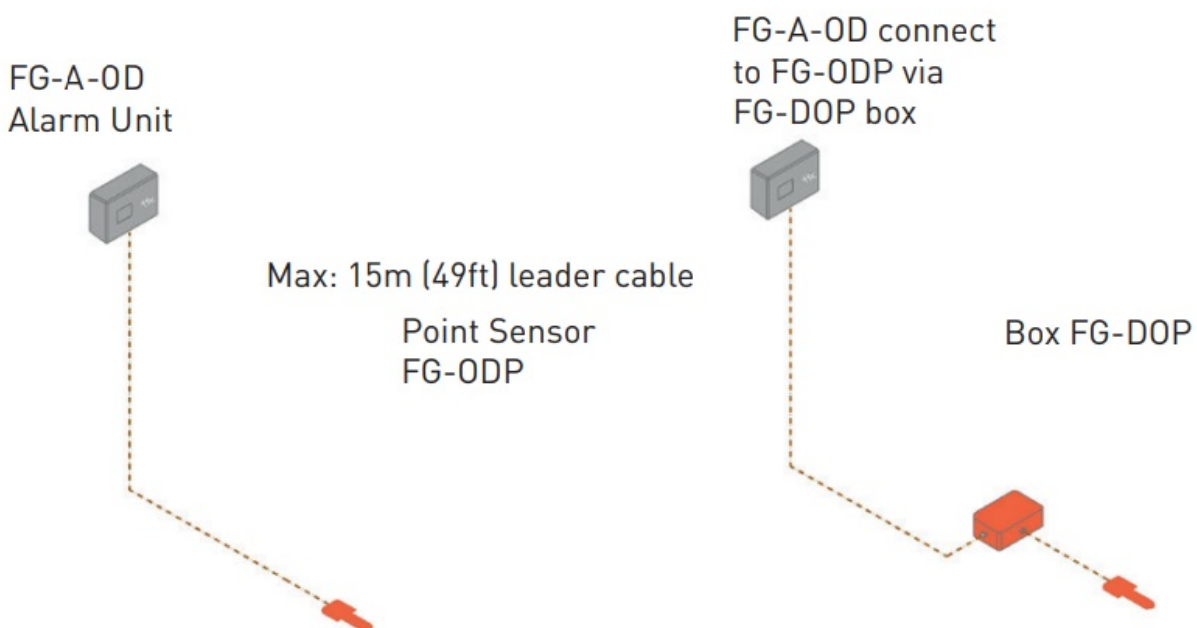 FG-A-OD
Alarm Unit
FG-A-OD connect
to FG-ODP via
FG-DOP box
Max: 15m (49ft) leader cable
Point Sensor
FG-ODP
Box FG-DOP